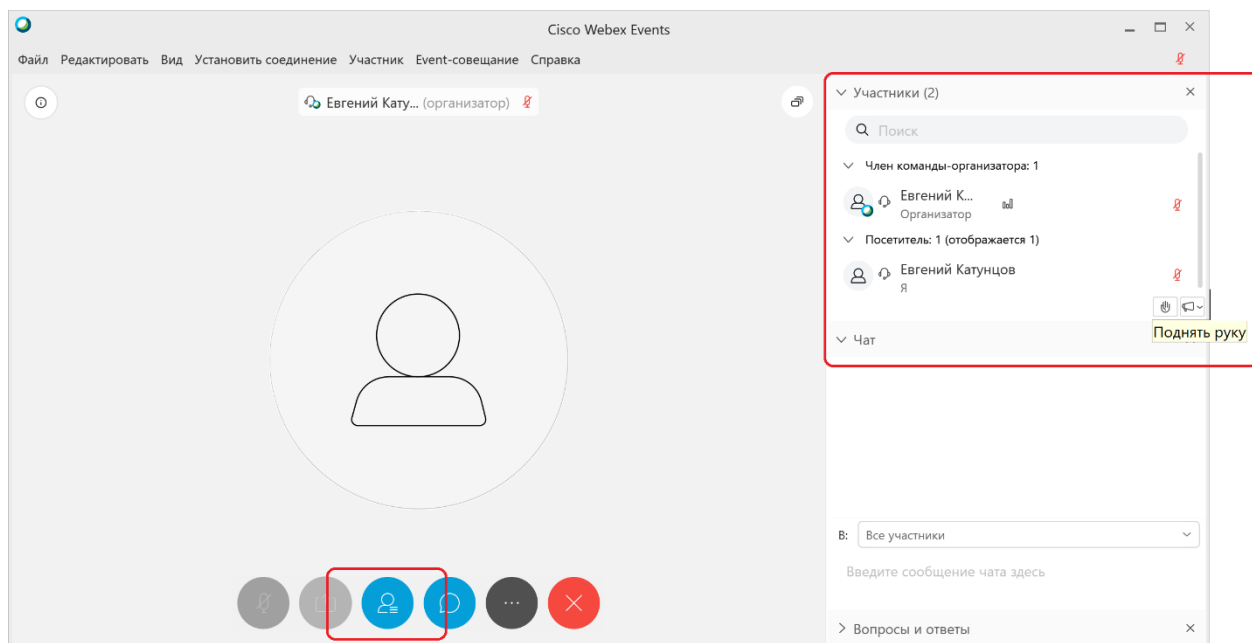 Cisco Webex Events
Файл Редактировать Вид Установить соединение Участник Event-совещание Справка
Евгений Кату... (организатор)
Участники (2)
Поиск
Член команды-организатора: 1
Евгений К...
Организатор
Посетитель: 1 (отображается 1)
Евгений Катунцов
Я
Поднять руку
Чат
В: Все участники
Введите сообщение чата здесь
Вопросы и ответы